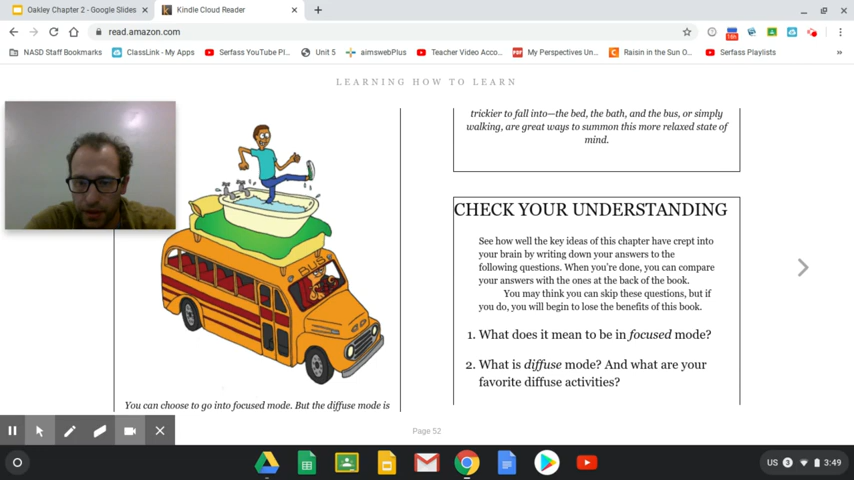 Oakley Chapter 2 - Google Slides
Kindle Cloud Reader
read.amazon.com
18h
NASD Staff Bookmarks
ClassLink - My Apps
Serfass YouTube Pl...
Unit 5
aimswebPlus
Teacher Video Acco...
My Perspectives Un...
Raisin in the Sun O...
Serfass Playlists
LEARNING HOW TO LEARN
BUS
You can choose to go into focused mode. But the diffuse mode is
trickier to fall into—the bed, the bath, and the bus, or simply
walking, are great ways to summon this more relaxed state of
mind.
CHECK YOUR UNDERSTANDING
See how well the key ideas of this chapter have crept into
your brain by writing down your answers to the
following questions. When you're done, you can compare
your answers with the ones at the back of the book.
You may think you can skip these questions, but if
you do, you will begin to lose the benefits of this book.
1. What does it mean to be in focused mode?
2. What is diffuse mode? And what are your
favorite diffuse activities?
Page 52
US 3 3:49